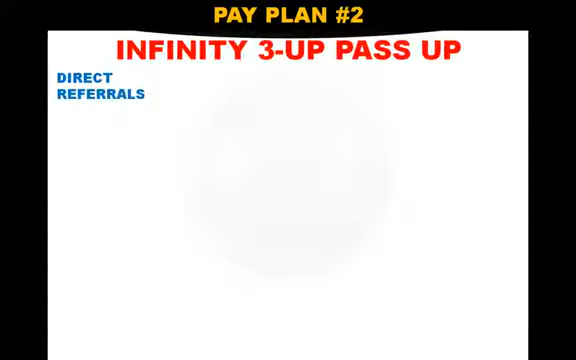 PAY PLAN #2
INFINITY 3-UP PASS UP
DIRECT
REFERRALS